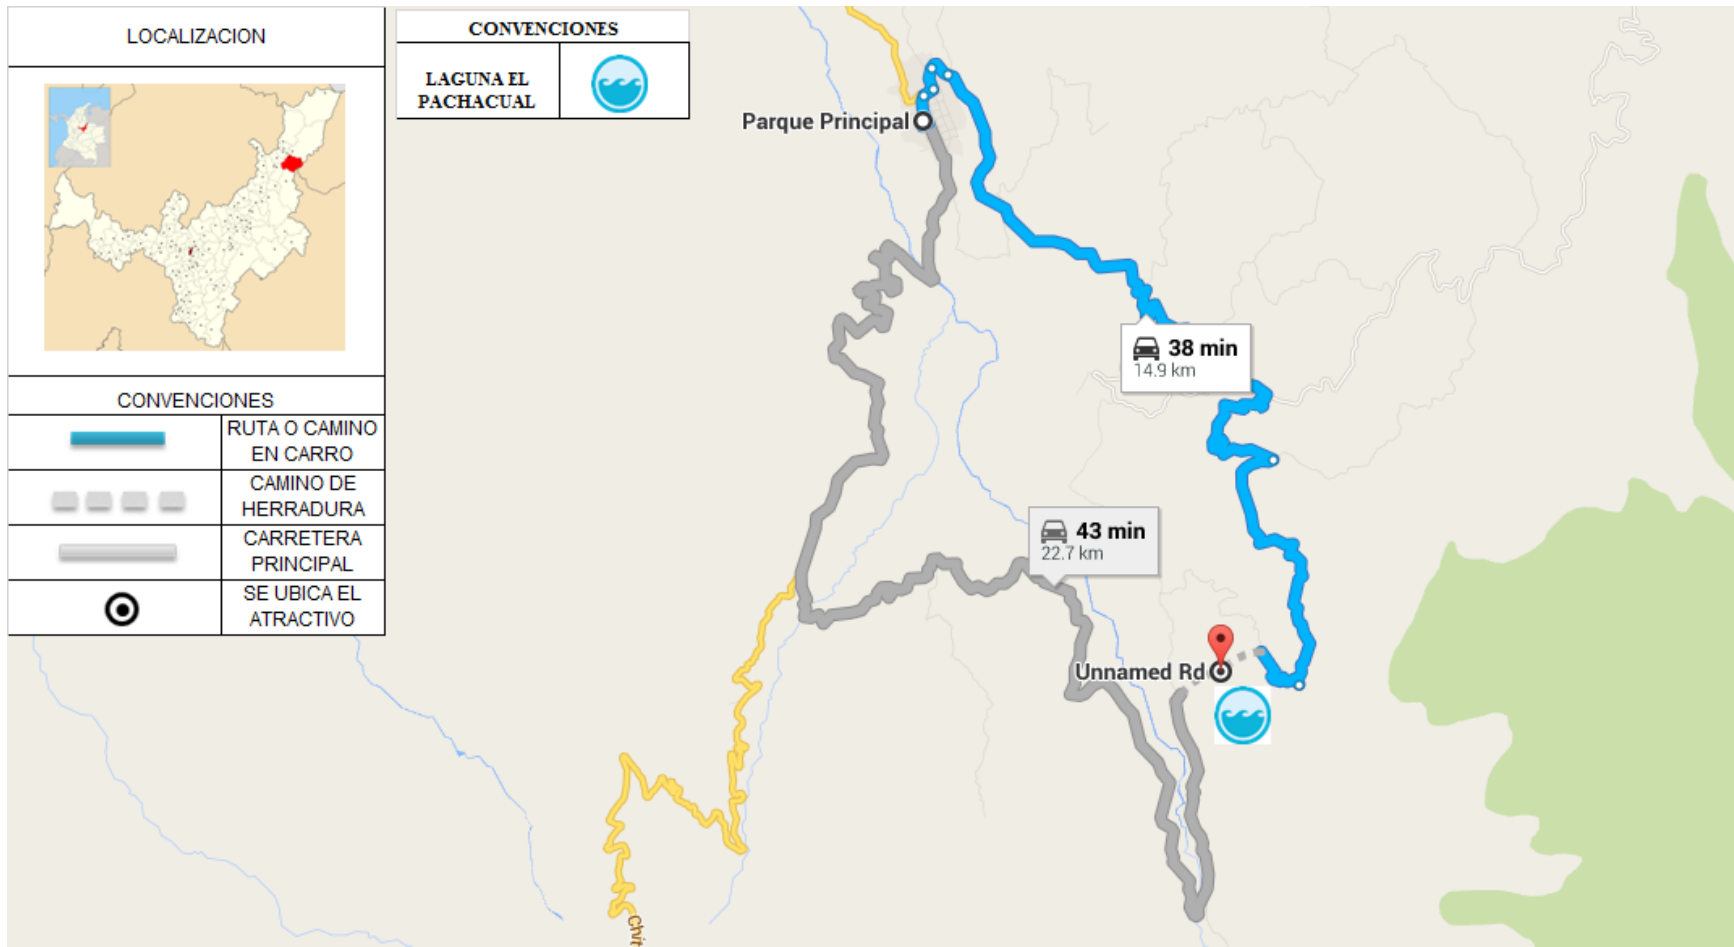 LOCALIZACION
CONVENCIONES
RUTA O CAMINO
EN CARRO
CAMINO DE
HERRADURA
CARRETERA
PRINCIPAL
SE UBICA EL
ATRACTIVO
CONVENCIONES
LAGUNA EL
PACHACUAL
Parque Principal
38 min
14.9 km
43 min
22.7 km
Unnamed Rd
Chit